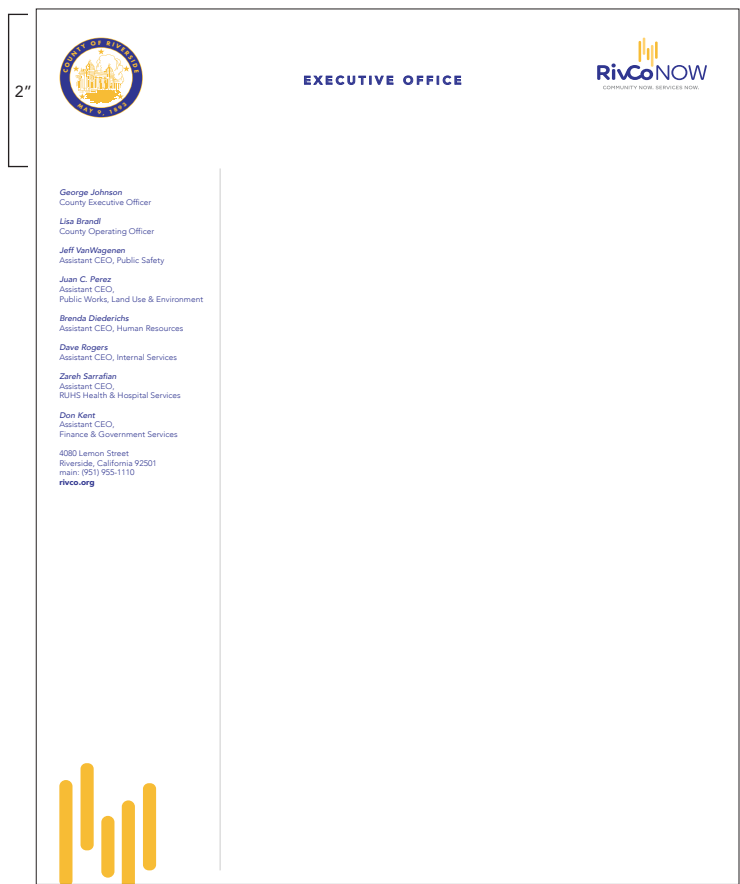 2”
COUNTY OF RIVERSIDE
MAY 9, 1893
EXECUTIVE OFFICE
RivCoNOW
COMMUNITY NOW. SERVICES NOW.
George Johnson
County Executive Officer
Lisa Brandl
County Operating Officer
Jeff VanWagenen
Assistant CEO, Public Safety
Juan C. Perez
Assistant CEO,
Public Works, Land Use & Environment
Brenda Diederichs
Assistant CEO, Human Resources
Dave Rogers
Assistant CEO, Internal Services
Zareh Sarrafian
Assistant CEO,
RUHS Health & Hospital Services
Don Kent
Assistant CEO,
Finance & Government Services
4080 Lemon Street
Riverside, California 92501
main: (951) 955-1110
rivco.org